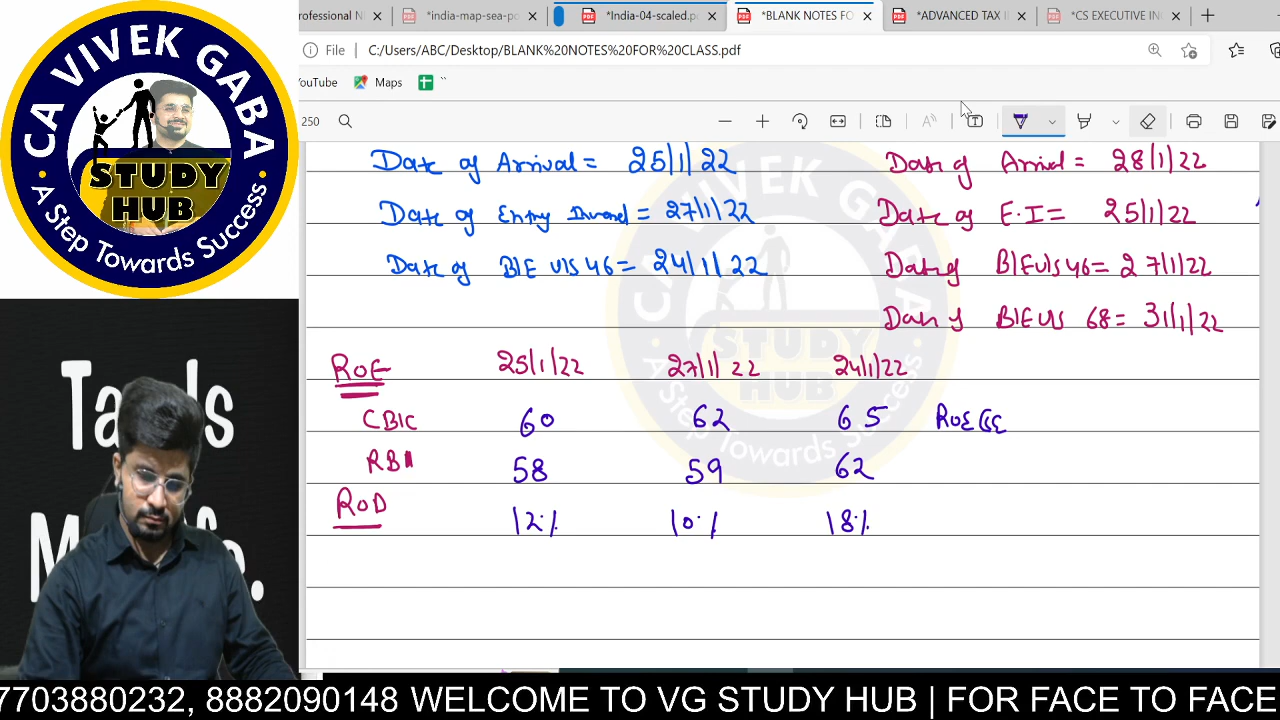 CA VIVEK GABA
STUDY
HUB
· A Step Towards Success ·
rofessional N
*india-map-sea-po
*India-04-scaled.p
*BLANK NOTES FO
*ADVANCED TAX
*CS EXECUTIVE IN
File C:/Users/ABC/Desktop/BLANK%20NOTES%20FOR%20CLASS.pdf
ouTube Maps ``
250
Date of Arrival = 25/1/22
Date of Entry Inward = 27/1/22
Date of B/E U/S 46 = 24/1/22
Date of Arrival = 28/1/22
Date of E.I = 25/1/22
Date of B/E U/S 46 = 27/1/22
Date of B/E U/S 68 = 31/1/22
ROE 25/1/22 27/1/22 24/1/22
CBIC 60 62 65
RBI 58 59 62
ROD 12% 10% 18%
7703880232, 8882090148 WELCOME TO VG STUDY HUB | FOR FACE TO FACE